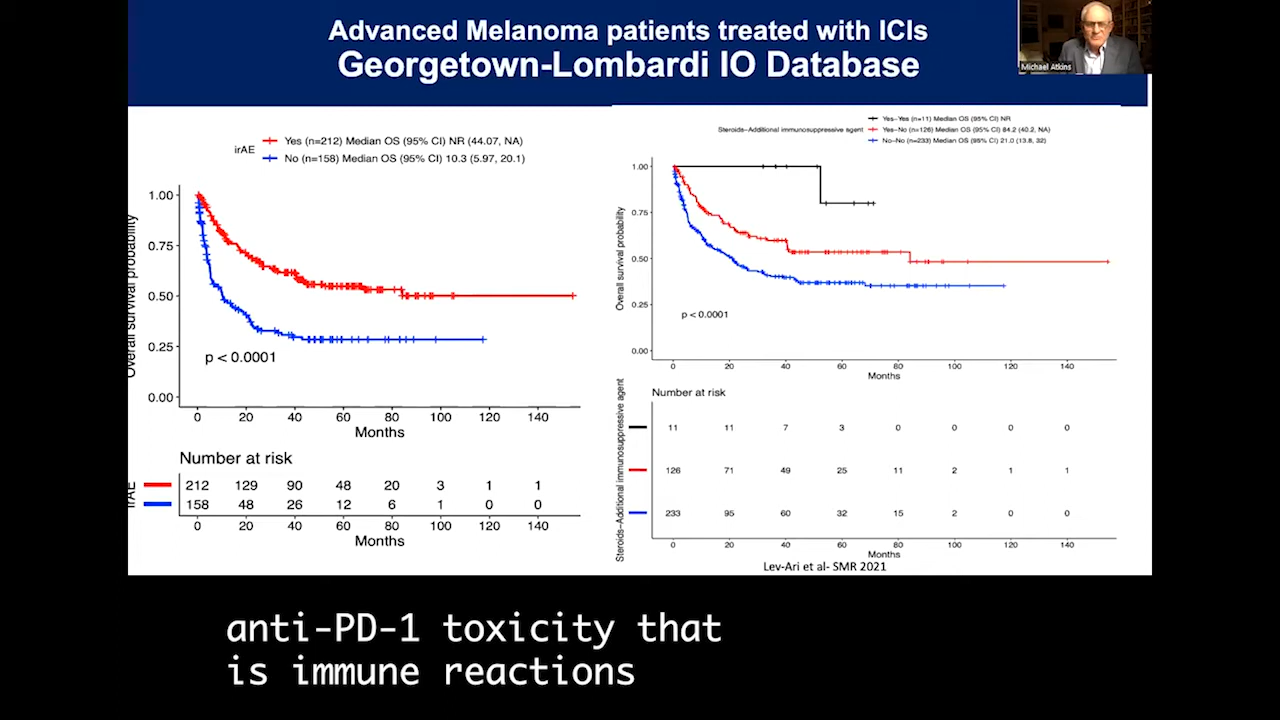 Advanced Melanoma patients treated with ICIs
Georgetown-Lombardi IO Database
Michael Atkins
irAE
Yes (n=212) Median OS (95% CI) NR (44.07, NA)
No (n=158) Median OS (95% CI) 10.3 (5.97, 20.1)
Overall survival probability
1.00
0.75
0.50
0.25
0.00
p < 0.0001
0 20 40 60 80 100 120 140
Months
Number at risk
irAE
212 129 90 48 20 3 1 1
158 48 26 12 6 1 0 0
0 20 40 60 80 100 120 140
Months
Steroids-Additional immunosuppressive agent
Yes-Yes (n=11) Median OS (95% CI) NR
Yes-No (n=126) Median OS (95% CI) 84.2 (40.2, NA)
No-No (n=233) Median OS (95% CI) 21.0 (13.8, 32)
Overall survival probability
1.00
0.75
0.50
0.25
0.00
p < 0.0001
0 20 40 60 80 100 120 140
Months
Number at risk
Steroids-Additional immunosuppressive agent
11 11 7 3 0 0 0
126 71 49 25 11 2 1 1
233 95 60 32 15 2 0 0
0 20 40 60 80 100 120 140
Months
Lev-Ari et al- SMR 2021
anti-PD-1 toxicity that
is immune reactions